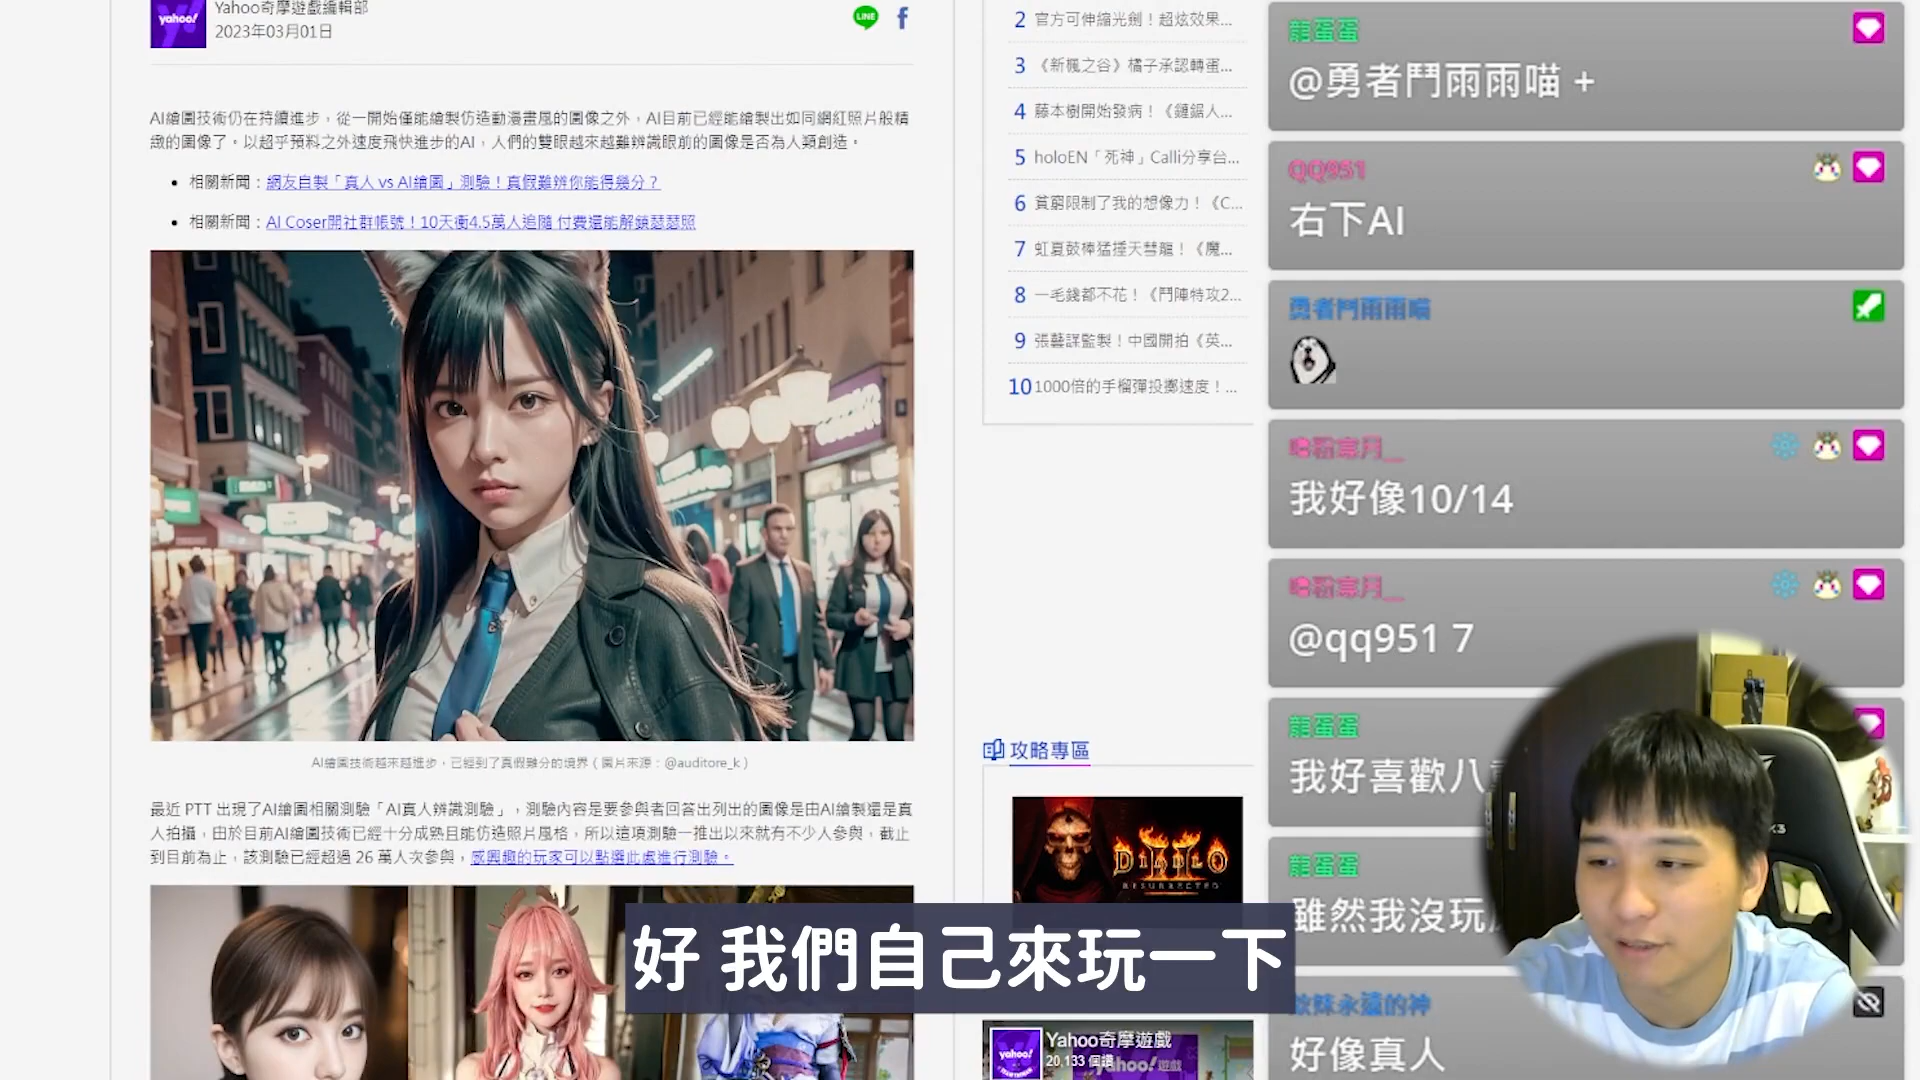 yahoo!
Yahoo奇摩遊戲編輯部
2023年03月01日
LINE
AI繪圖技術仍在持續進步，從一開始僅能繪製仿造動漫畫風的圖像之外，AI目前已經能繪製出如同網紅照片般精
緻的圖像了。以超乎預料之外速度飛快進步的AI，人們的雙眼越來越難辨識眼前的圖像是否為人類創造。
相關新聞：網友自製「真人 vs AI繪圖」測驗！真假難辨你能得幾分？
相關新聞：AI Coser開社群帳號！10天衝4.5萬人追隨 付費還能解鎖瑟瑟照
AI繪圖技術越來越進步，已經到了真假難分的境界（圖片來源：@auditore_k）
最近 PTT 出現了AI繪圖相關測驗「AI真人辨識測驗」，測驗內容是要參與者回答出列出的圖像是由AI繪製還是真
人拍攝，由於目前AI繪圖技術已經十分成熟且能仿造照片風格，所以這項測驗一推出以來就有不少人參與，截止
到目前為止，該測驗已經超過 26 萬人次參與，感興趣的玩家可以點選此處進行測驗。
2 官方可伸縮光劍！超炫效果...
3 《新楓之谷》橘子承認轉蛋...
4 藤本樹開始發病！《鏈鋸人...
5 holoEN「死神」Calli分享台...
6 貧窮限制了我的想像力！《C...
7 虹夏鼓棒猛捶天彗龍！《魔...
8 一毛錢都不花！《鬥陣特攻2...
9 張藝謀監製！中國開拍《英...
10 1000倍的手榴彈投擲速度！...
攻略專區
DIABLO
II
RESURRECTED
yahoo!
Yahoo奇摩遊戲
20,133 個讚
龍蛋蛋
@勇者鬥雨雨喵 +
QQ951
右下AI
勇者鬥雨雨喵
我好像10/14
@qq951 7
龍蛋蛋
我好喜歡八
龍蛋蛋
雖然我沒玩
妹永遠的神
好像真人
好 我們自己來玩一下